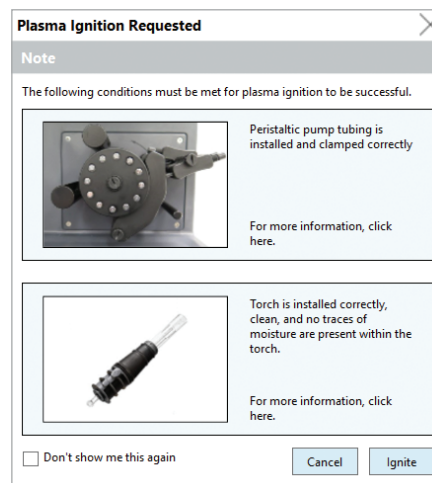 Plasma Ignition Requested
Note
The following conditions must be met for plasma ignition to be successful.
Peristaltic pump tubing is
installed and clamped correctly
For more information, click
here.
Torch is installed correctly,
clean, and no traces of
moisture are present within the
torch.
For more information, click
here.
Don't show me this again
Cancel
Ignite